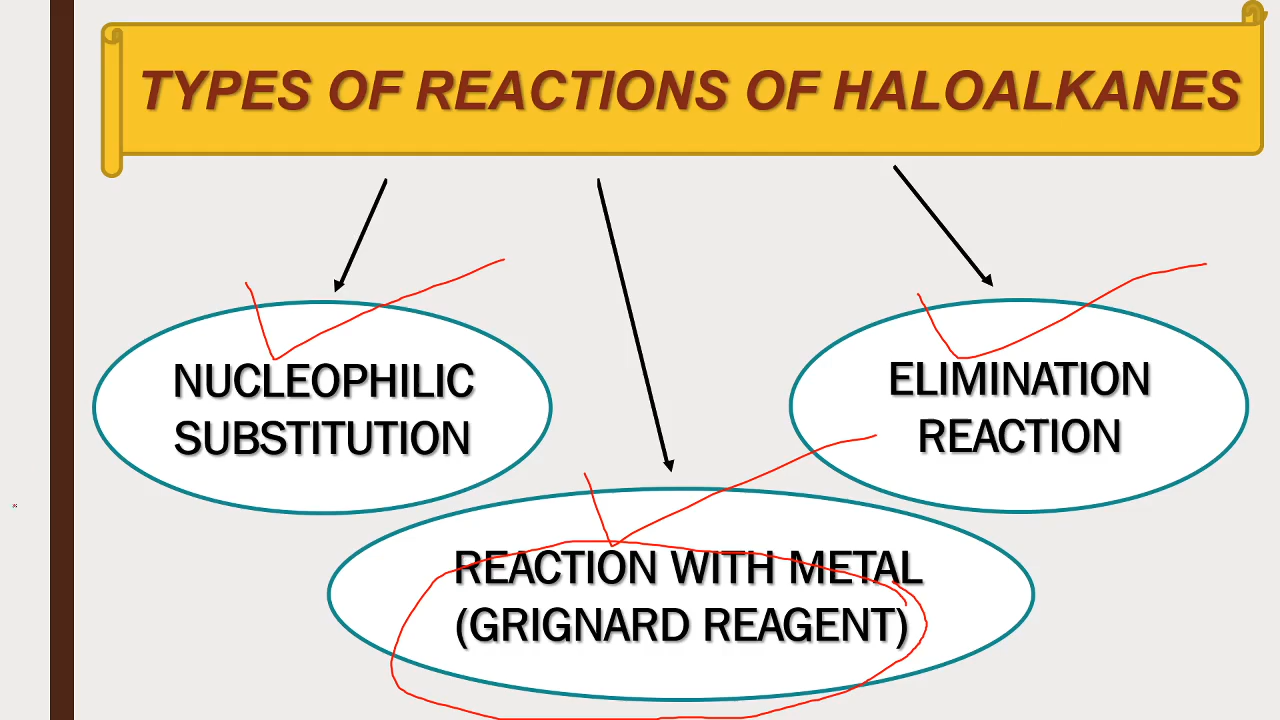 TYPES OF REACTIONS OF HALOALKANES
NUCLEOPHILIC
SUBSTITUTION
ELIMINATION
REACTION
REACTION WITH METAL
(GRIGNARD REAGENT)